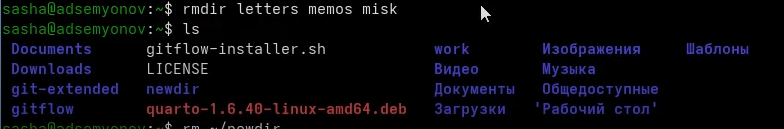 sasha@adsemyonov:~$ rmdir letters memos misk
sasha@adsemyonov:~$ ls
Documents gitflow-installer.sh work Изображения Шаблоны
Downloads LICENSE Видео Музыка
git-extended newdir Документы Общедоступные
gitflow quarto-1.6.40-linux-amd64.deb Загрузки 'Рабочий стол'
sasha@adsemyonov:~$ rm ~/newdir